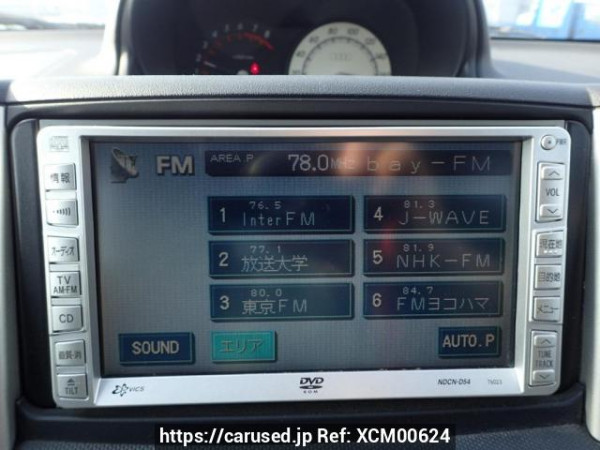 FM AREA P 78.0MHz bay-FM
76.5
1 InterFM
77.1
2 放送大学
80.0
3 東京FM
81.3
4 J-WAVE
81.9
5 NHK-FM
84.7
6 FMヨコハマ
SOUND エリア AUTO.P
情報
オーディオ
TV
AM・FM
CD
画質・消
TILT
PWR
VOL
現在地
目的地
メニュー
TUNE
TRACK
VICS DVD ROM NDCN-D54
https://carused.jp Ref: XCM00624